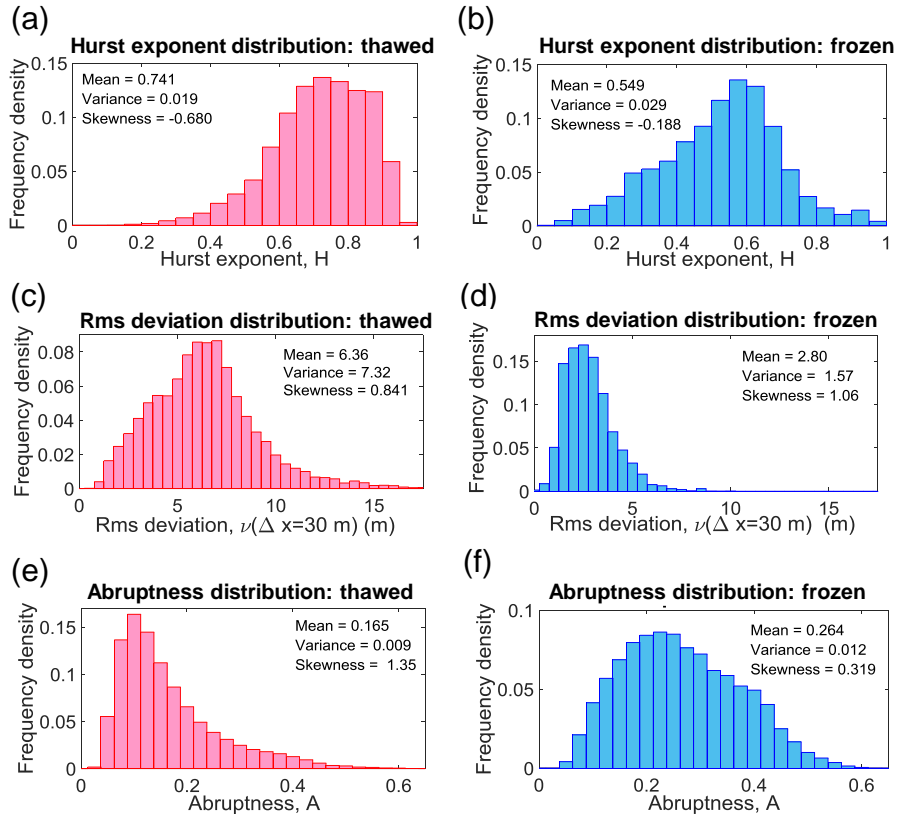 (a)
Hurst exponent distribution: thawed
Mean = 0.741
Variance = 0.019
Skewness = -0.680
Frequency density
0.15
0.1
0.05
0
0 0.2 0.4 0.6 0.8 1
Hurst exponent, H
(b)
Hurst exponent distribution: frozen
Mean = 0.549
Variance = 0.029
Skewness = -0.188
Frequency density
0.15
0.1
0.05
0
0 0.2 0.4 0.6 0.8 1
Hurst exponent, H
(c)
Rms deviation distribution: thawed
Mean = 6.36
Variance = 7.32
Skewness = 0.841
Frequency density
0.08
0.06
0.04
0.02
0
0 5 10 15
Rms deviation, ν(Δ x=30 m) (m)
(d)
Rms deviation distribution: frozen
Mean = 2.80
Variance = 1.57
Skewness = 1.06
Frequency density
0.15
0.1
0.05
0
0 5 10 15
Rms deviation, ν(Δ x=30 m) (m)
(e)
Abruptness distribution: thawed
Mean = 0.165
Variance = 0.009
Skewness = 1.35
Frequency density
0.15
0.1
0.05
0
0 0.2 0.4 0.6
Abruptness, A
(f)
Abruptness distribution: frozen
Mean = 0.264
Variance = 0.012
Skewness = 0.319
Frequency density
0.1
0.05
0
0 0.2 0.4 0.6
Abruptness, A